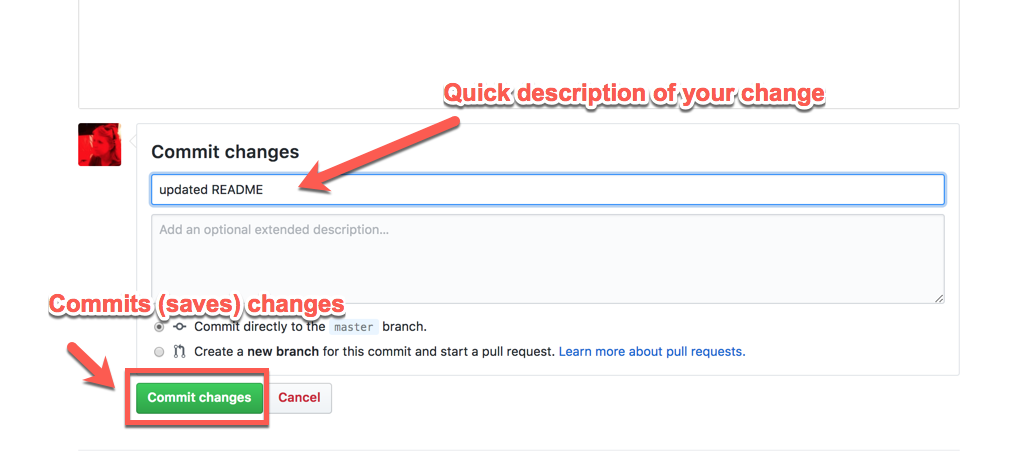 Quick description of your change
Commit changes
updated README
Add an optional extended description...
Commits (saves) changes
Commit directly to the master branch.
Create a new branch for this commit and start a pull request. Learn more about pull requests.
Commit changes Cancel